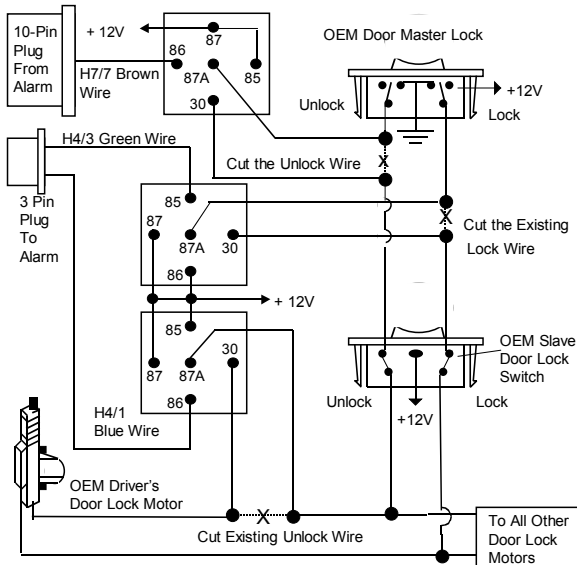 10-Pin
Plug
From
Alarm
+ 12V
87
86
87A
85
H7/7 Brown
Wire
30
OEM Door Master Lock
+12V
Unlock
Lock
H4/3 Green Wire
Cut the Unlock Wire
X
3 Pin
Plug
To
Alarm
85
87
87A
30
86
X
Cut the Existing
Lock Wire
+ 12V
85
30
87
87A
86
H4/1
Blue Wire
OEM Slave
Door Lock
Switch
Unlock
Lock
+12V
OEM Driver's
Door Lock Motor
X
Cut Existing Unlock Wire
To All Other
Door Lock
Motors